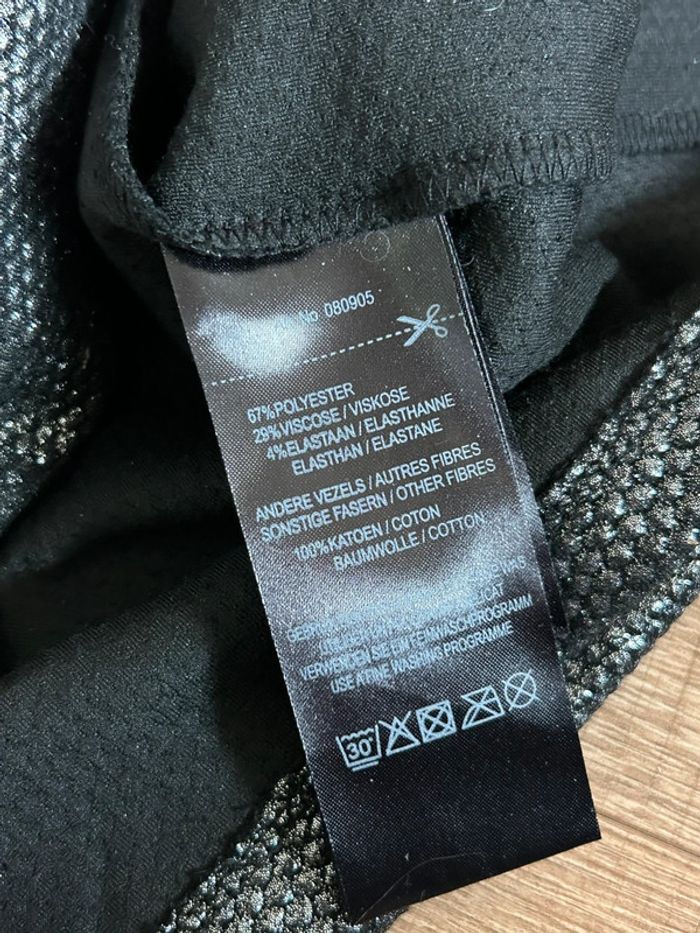 No 080905
67%POLYESTER
29%VISCOSE / VISKOSE
4%ELASTAAN / ELASTHANNE
ELASTHAN / ELASTANE
ANDERE VEZELS / AUTRES FIBRES
SONSTIGE FASERN / OTHER FIBRES
100%KATOEN / COTON
BAUMWOLLE / COTTON
VERWENDEN SIE EIN FEINWASCHPROGRAMM
USE A FINE WASHING PROGRAMME
30°